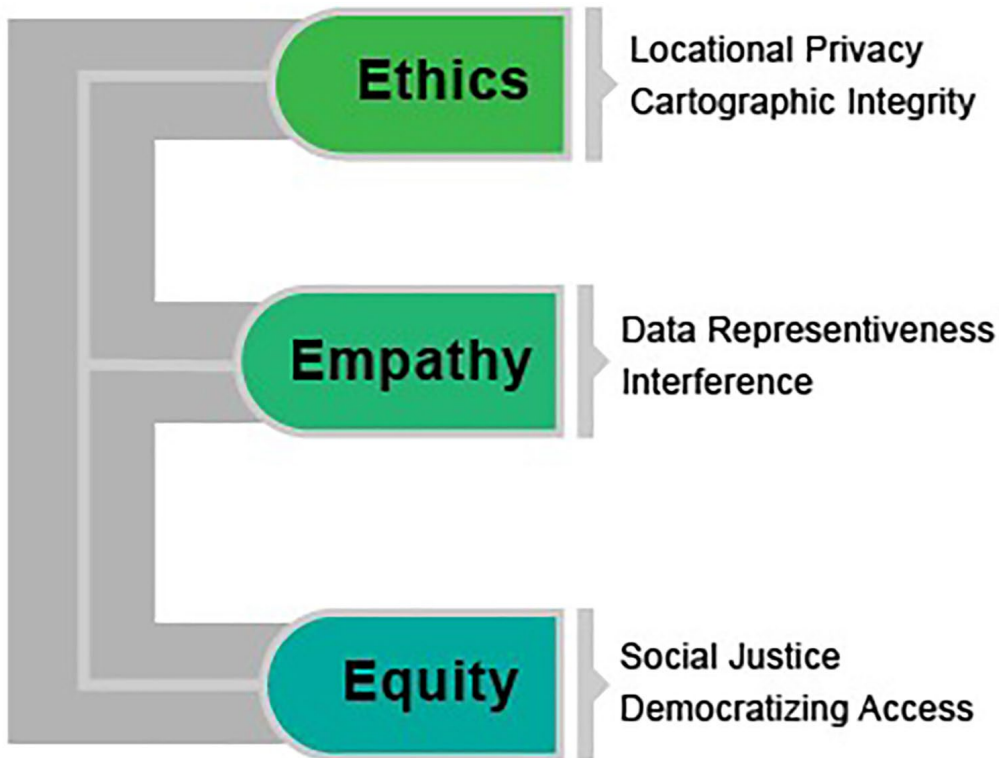 Ethics
Locational Privacy
Cartographic Integrity
Empathy
Data Representiveness
Interference
Equity
Social Justice
Democratizing Access